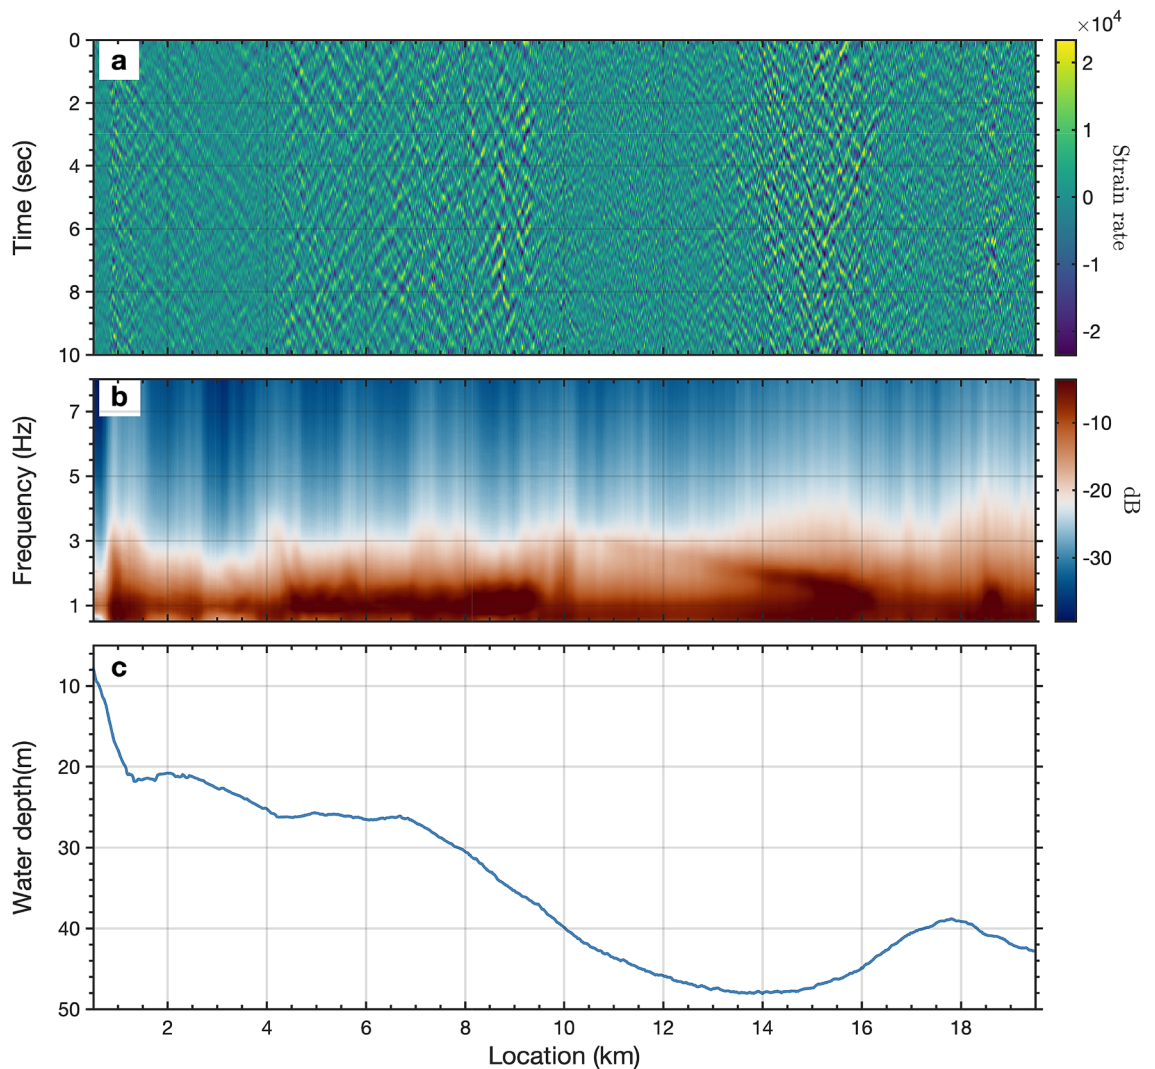 ×10⁴
a
0
2
4
6
8
10
Time (sec)
2
1
0
-1
-2
Strain rate
b
7
5
3
1
Frequency (Hz)
-10
-20
-30
dB
c
10
20
30
40
50
Water depth(m)
2 4 6 8 10 12 14 16 18
Location (km)